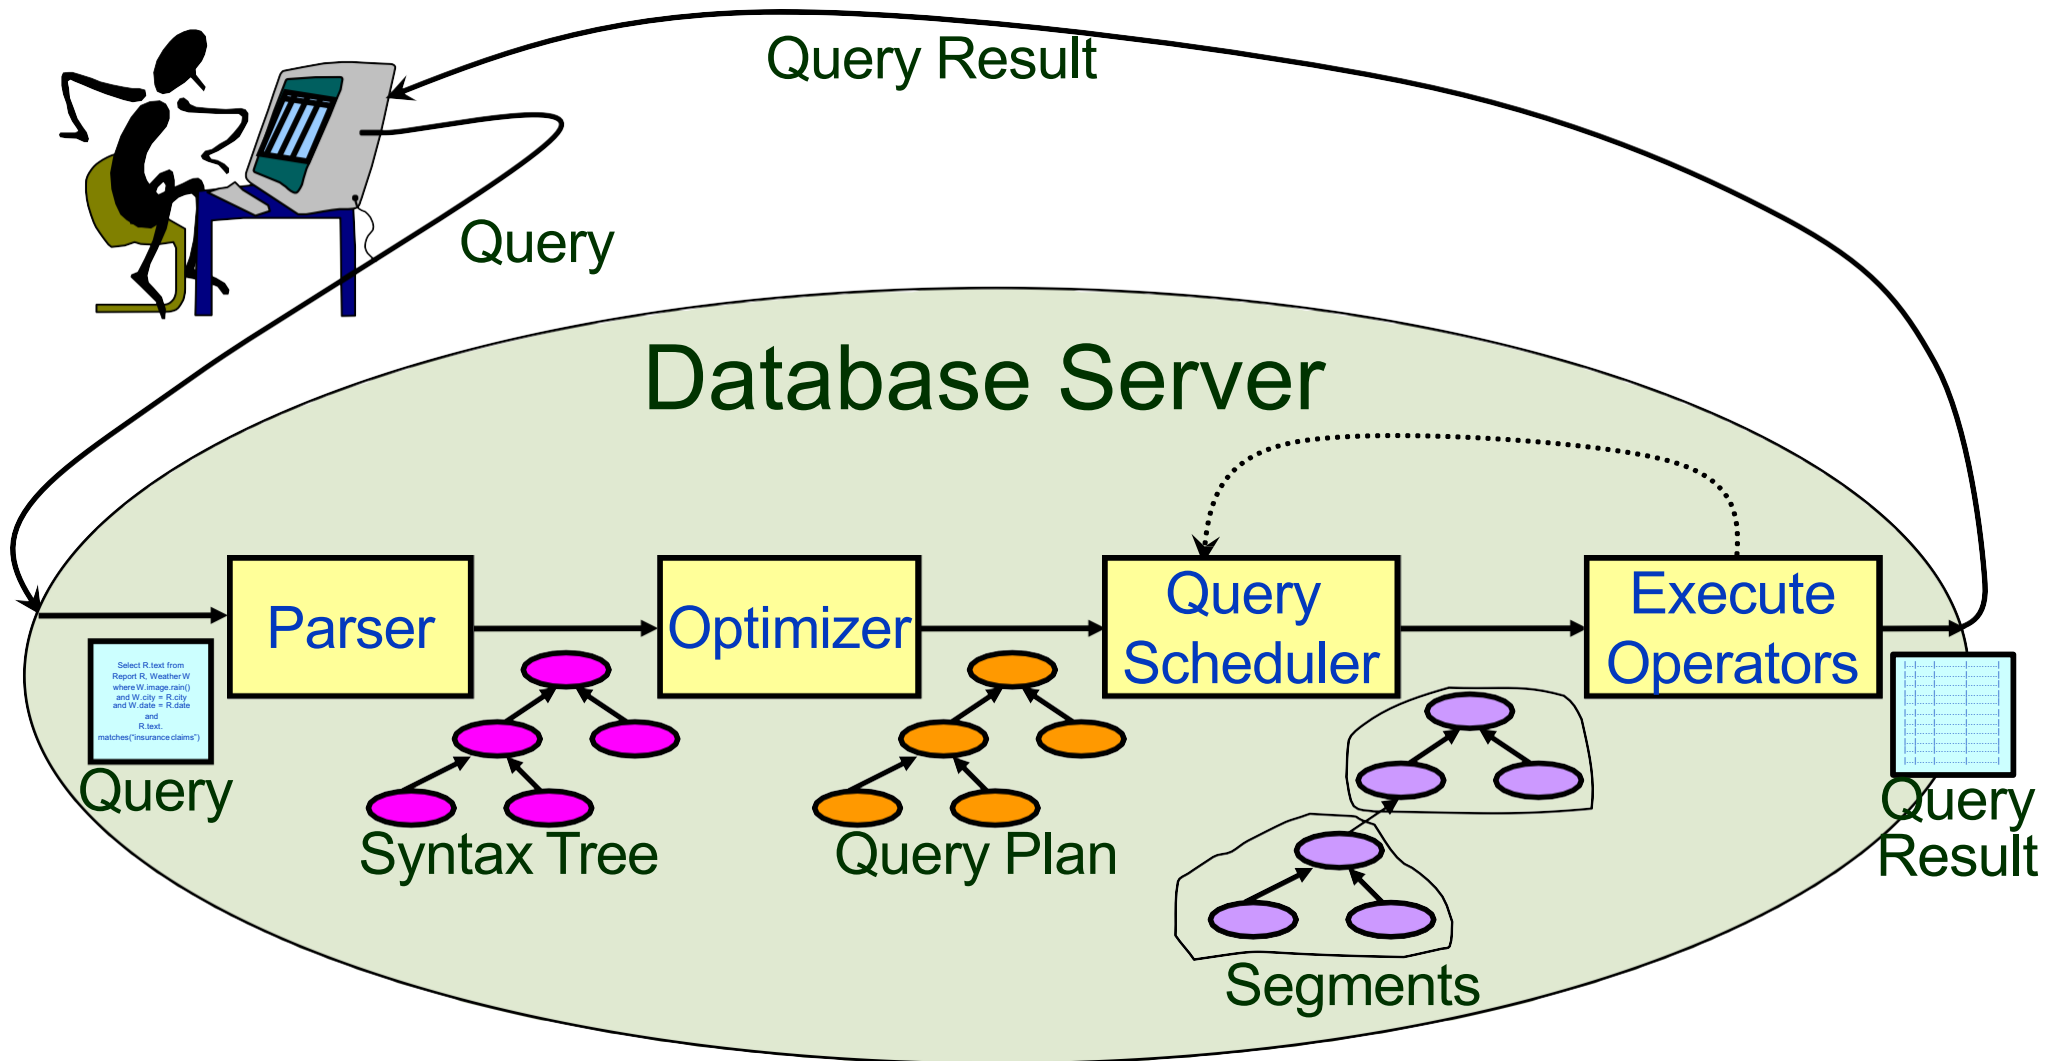 Query Result
Query
Database Server
Parser
Optimizer
Query
Scheduler
Execute
Operators
Select R.text from
Report R, Weather W
where W.image.rain()
and W.city = R.city
and W.date = R.date
and
R.text.
matches("insurance claims")
Query
Syntax Tree
Query Plan
Segments
Query
Result